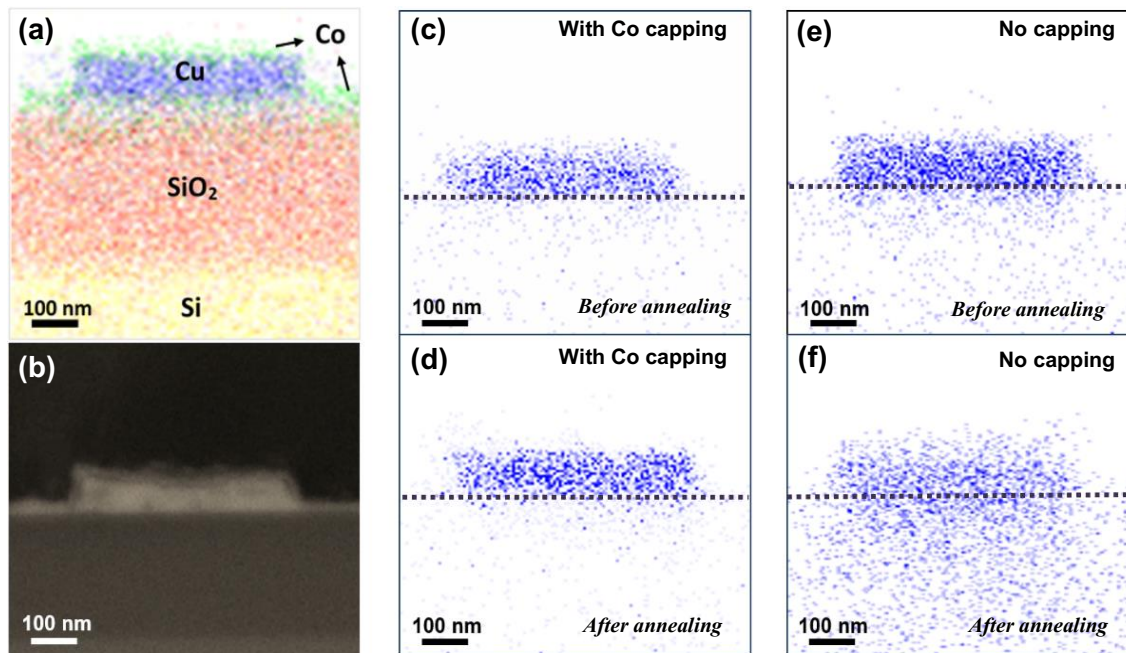 (a)
Co
Cu
SiO₂
Si
100 nm
(b)
100 nm
(c)
With Co capping
100 nm
Before annealing
(d)
With Co capping
100 nm
After annealing
(e)
No capping
100 nm
Before annealing
(f)
No capping
100 nm
After annealing